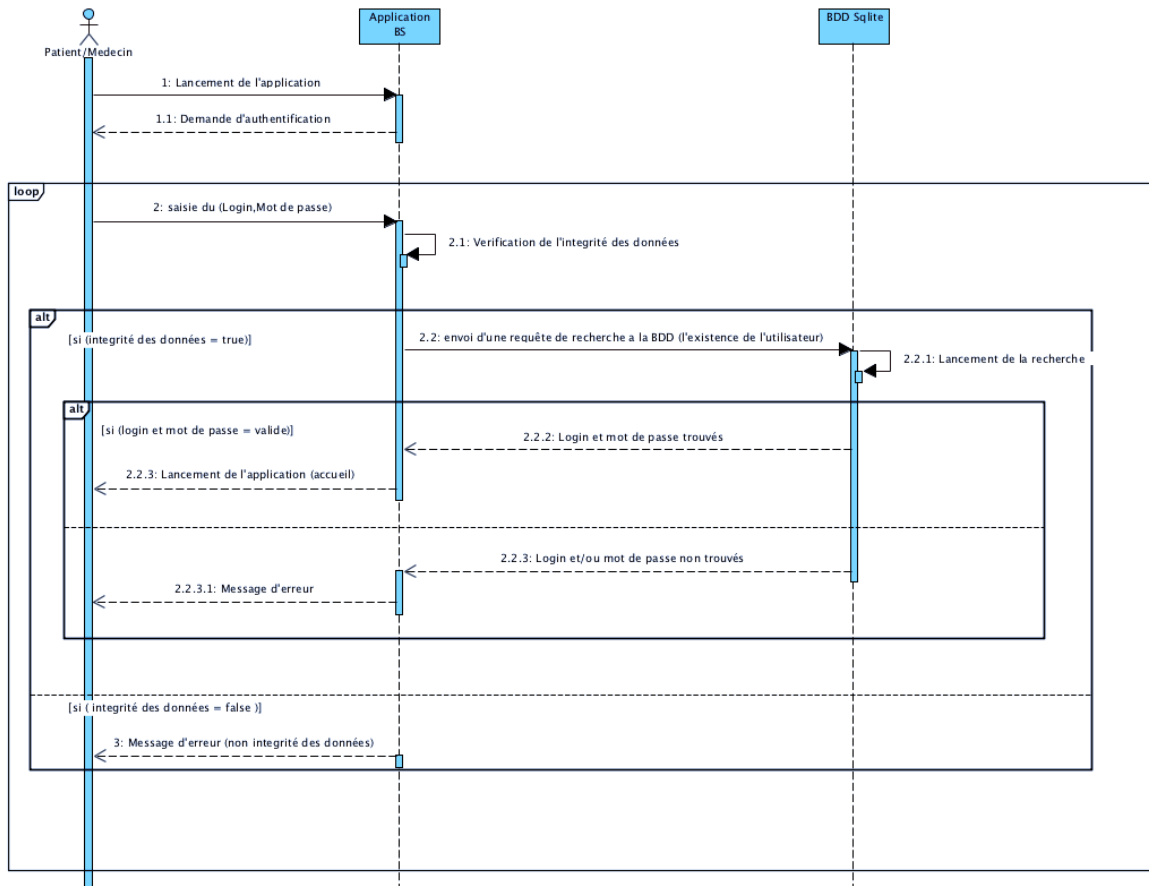 Application
BS
BDD Sqlite
Patient/Medecin
1: Lancement de l'application
1.1: Demande d'authentification
loop
2: saisie du (Login,Mot de passe)
2.1: Verification de l'integrité des données
alt
[si (integrité des données = true)]
2.2: envoi d'une requête de recherche a la BDD (l'existence de l'utilisateur)
2.2.1: Lancement de la recherche
alt
[si (login et mot de passe = valide)]
2.2.2: Login et mot de passe trouvés
2.2.3: Lancement de l'application (accueil)
2.2.3: Login et/ou mot de passe non trouvés
2.2.3.1: Message d'erreur
[si ( integrité des données = false )]
3: Message d'erreur (non integrité des données)